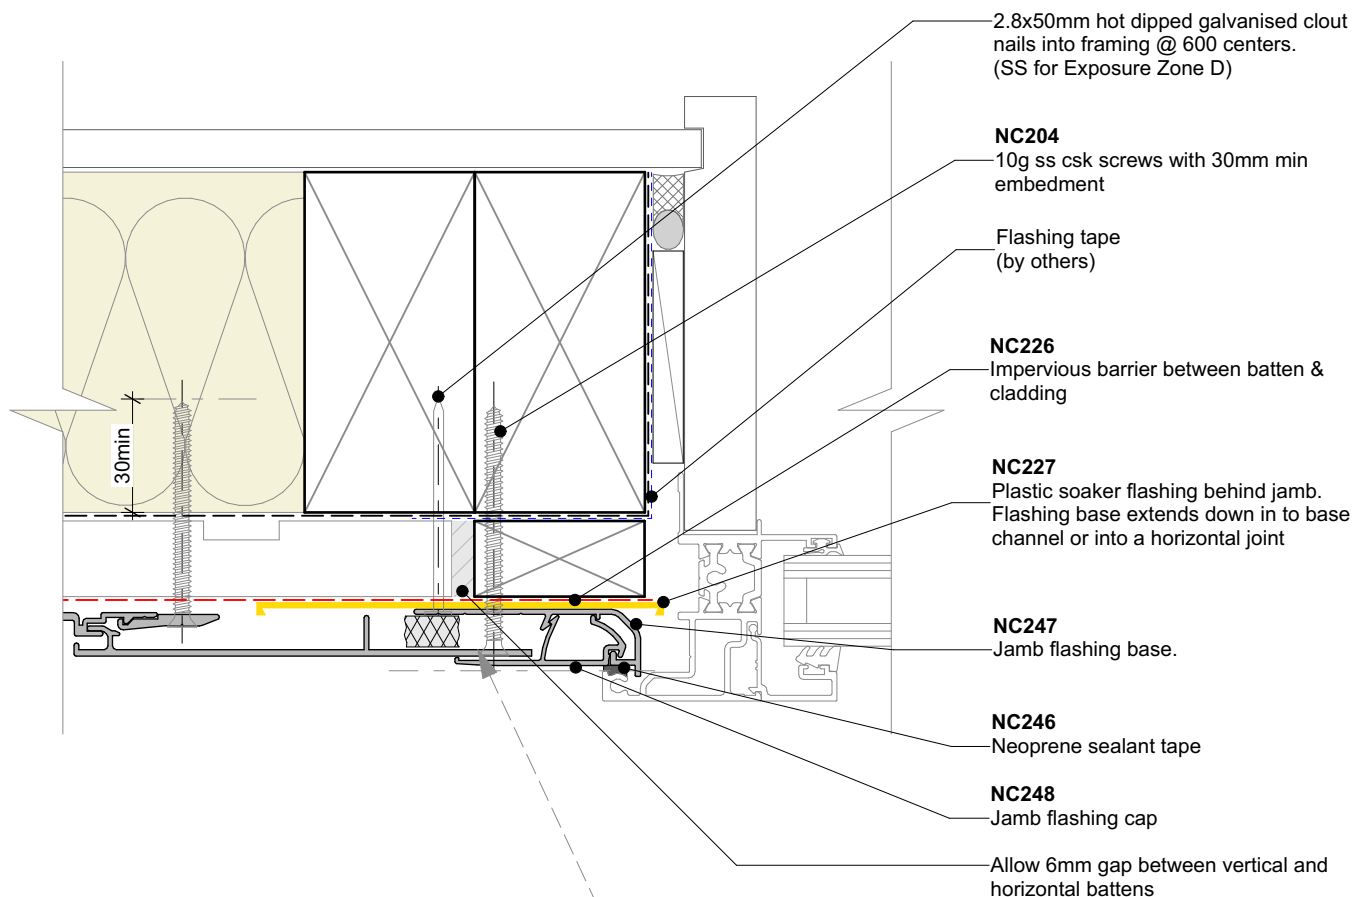 2.8x50mm hot dipped galvanised clout
nails into framing @ 600 centers.
(SS for Exposure Zone D)
NC204
10g ss csk screws with 30mm min
embedment
Flashing tape
(by others)
NC226
Impervious barrier between batten &
cladding
NC227
Plastic soaker flashing behind jamb.
Flashing base extends down in to base
channel or into a horizontal joint
NC247
Jamb flashing base.
NC246
Neoprene sealant tape
NC248
Jamb flashing cap
Allow 6mm gap between vertical and
horizontal battens
30min